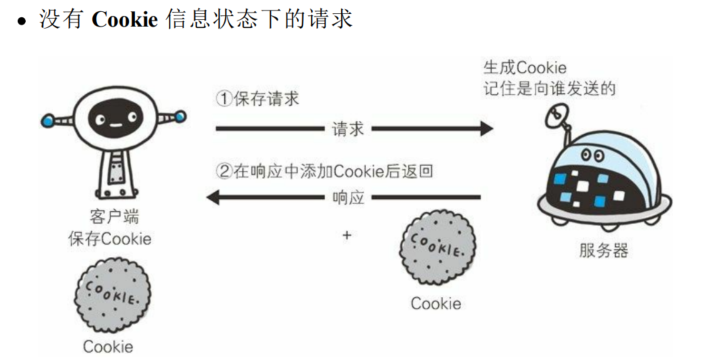 • 没有 Cookie 信息状态下的请求
生成Cookie
记住是向谁发送的
①保存请求
请求
②在响应中添加Cookie后返回
响应
客户端
保存Cookie
+
COOKIE.
服务器
Cookie
COOKIE.
Cookie